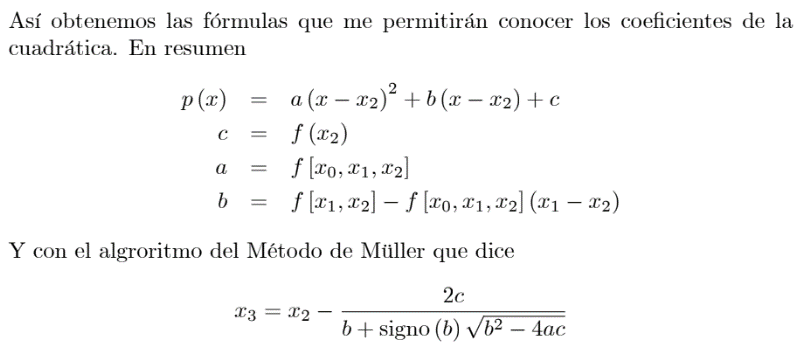 Así obtenemos las fórmulas que me permitirán conocer los coeficientes de la
cuadrática. En resumen
p (x) = a (x − x₂)² + b (x − x₂) + c
c = f (x₂)
a = f [x₀, x₁, x₂]
b = f [x₁, x₂] − f [x₀, x₁, x₂] (x₁ − x₂)
Y con el algroritmo del Método de Müller que dice
x₃ = x₂ − 2c / (b + signo (b) √(b² − 4ac))